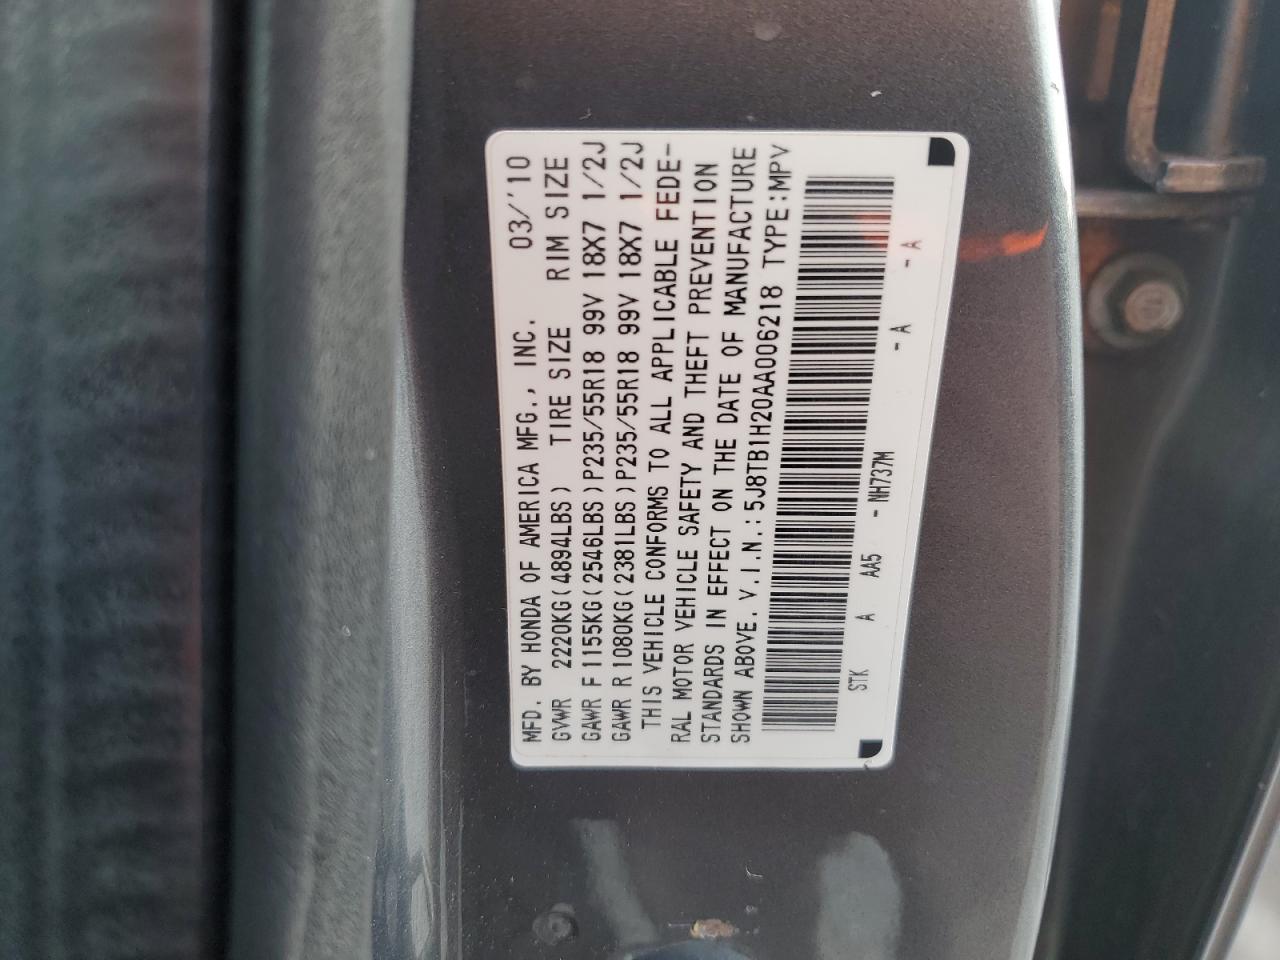 MFD. BY HONDA OF AMERICA MFG., INC. 03/'10
GVWR 2220KG(4894LBS) TIRE SIZE RIM SIZE
GAWR F 1155KG(2546LBS)P235/55R18 99V 18X7 1/2J
GAWR R 1080KG(2381LBS)P235/55R18 99V 18X7 1/2J
THIS VEHICLE CONFORMS TO ALL APPLICABLE FEDE-
RAL MOTOR VEHICLE SAFETY AND THEFT PREVENTION
STANDARDS IN EFFECT ON THE DATE OF MANUFACTURE
SHOWN ABOVE. V.I.N.:5J8TB1H20AA006218 TYPE:MPV
STK A AA5 - NH737M - A - A